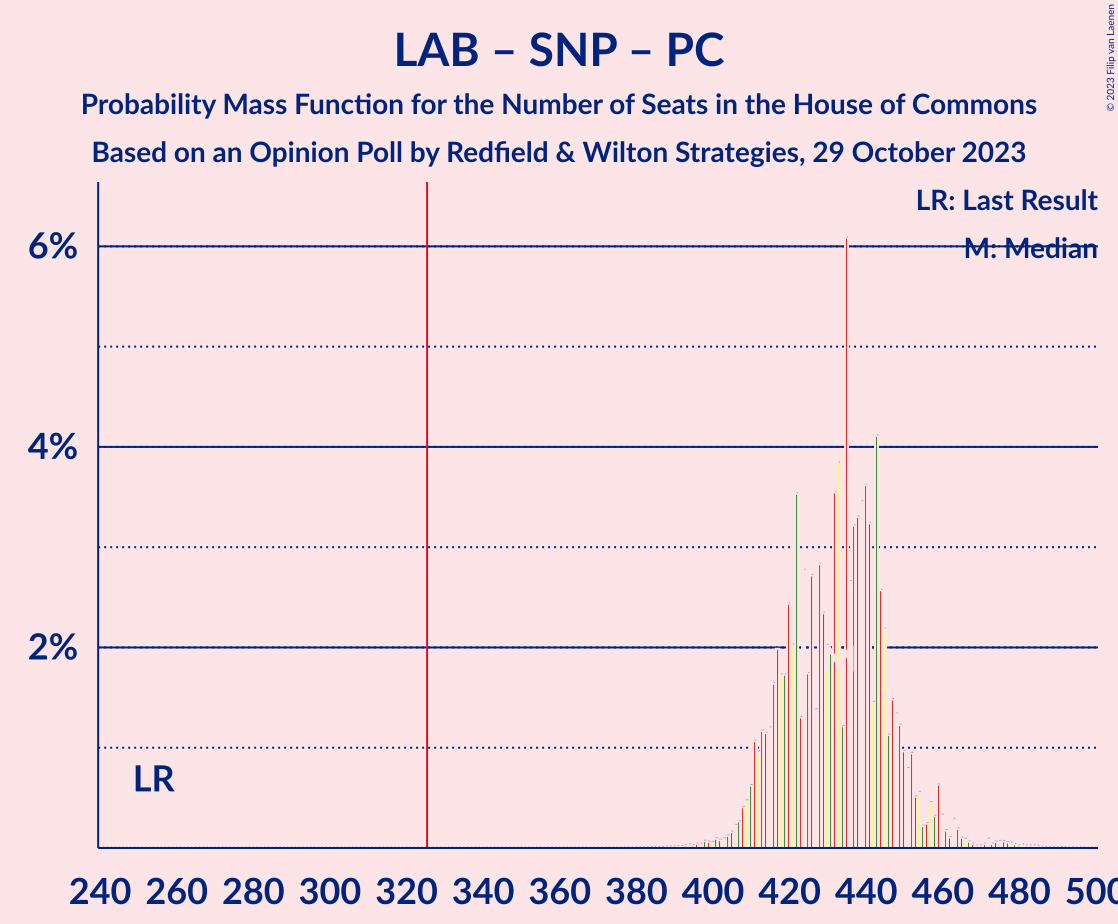 LAB – SNP – PC
Probability Mass Function for the Number of Seats in the House of Commons
Based on an Opinion Poll by Redfield & Wilton Strategies, 29 October 2023
© 2023 Filip van Laenen
LR: Last Result
M: Median
6%
4%
2%
LR
240 260 280 300 320 340 360 380 400 420 440 460 480 500